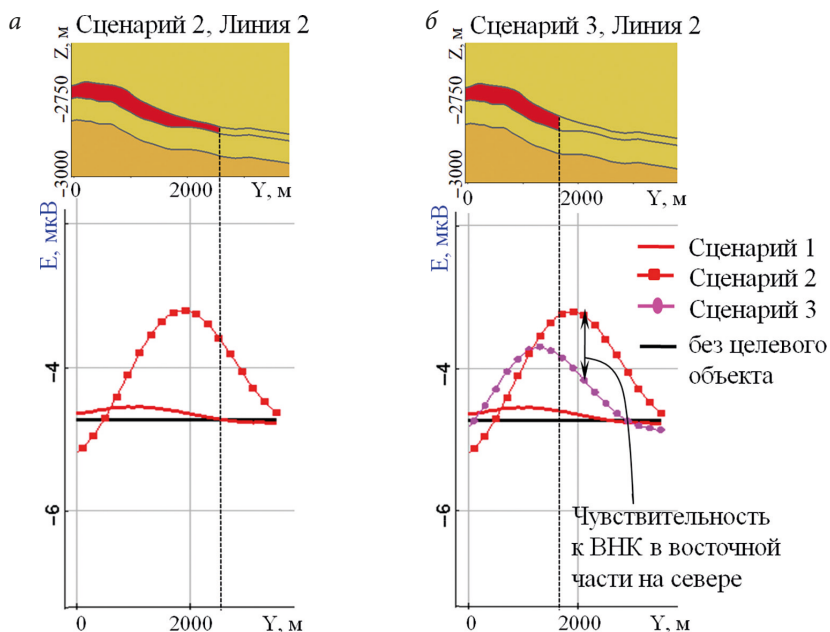 а Сценарий 2, Линия 2
Z, м
-2750
-3000
0 2000 Y, м
E, мкВ
-4
-6
0 2000 Y, м
б Сценарий 3, Линия 2
Z, м
-2750
-3000
0 2000 Y, м
E, мкВ
-4
-6
0 2000 Y, м
Сценарий 1
Сценарий 2
Сценарий 3
без целевого
объекта
Чувствительность
к ВНК в восточной
части на севере